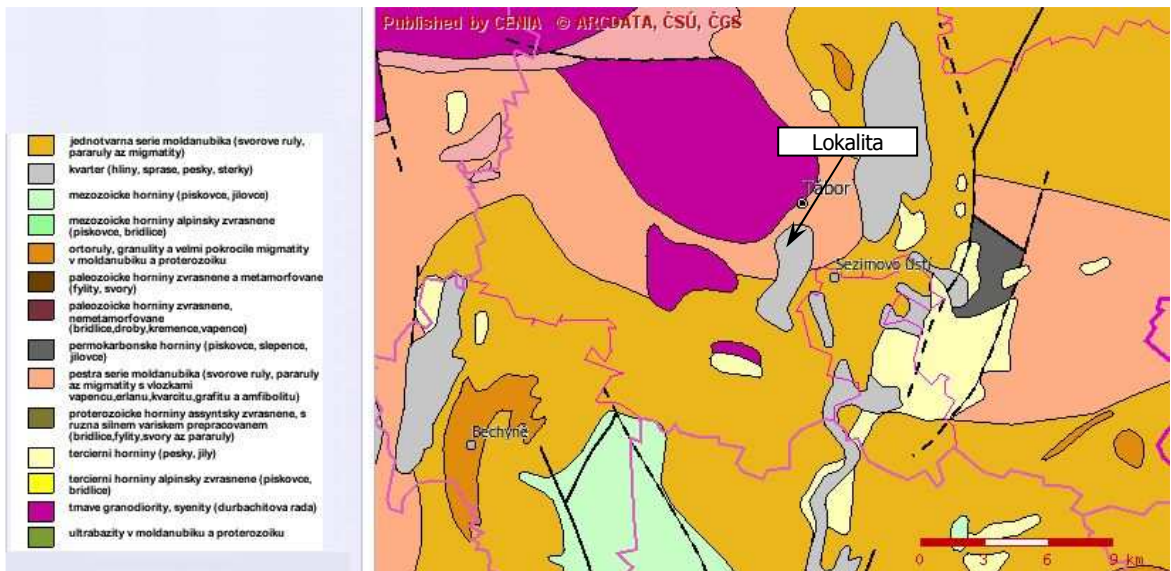 jednotvarna serie moldanubika (svorove ruly,
pararuly az migmatity)
kvarter (hliny, sprase, pesky, sterky)
mezozoicke horniny (piskovce, jilovce)
mezozoicke horniny alpinsky zvrasnene
(piskovce, bridlice)
ortoruly, granulity a velmi pokrocile migmatity
v moldanubiku a proterozoiku
paleozoicke horniny zvrasnene a metamorfovane
(fylity, svory)
paleozoicke horniny zvrasnene,
nemetamorfovane
(bridlice,droby,kremence,vapence)
permokarbonske horniny (piskovce, slepence,
jilovce)
pestra serie moldanubika (svorove ruly, pararuly
az migmatity s vlozkami
vapencu,erlanu,kvarcitu,grafitu a amfibolitu)
proterozoicke horniny assyntsky zvrasnene, s
ruzna silnem variskem prepracovanem
(bridlice,fylity,svory az pararuly)
tercierni horniny (pesky, jily)
tercierni horniny alpinsky zvrasnene (piskovce,
bridlice)
tmave granodiority, syenity (durbachitova rada)
ultrabazity v moldanubiku a proterozoiku
Published by CENIA © ARCDATA, ČSÚ, ČGS
Lokalita
Tábor
Sezimovo Ústí
Bechyně
0 3 6 9 km